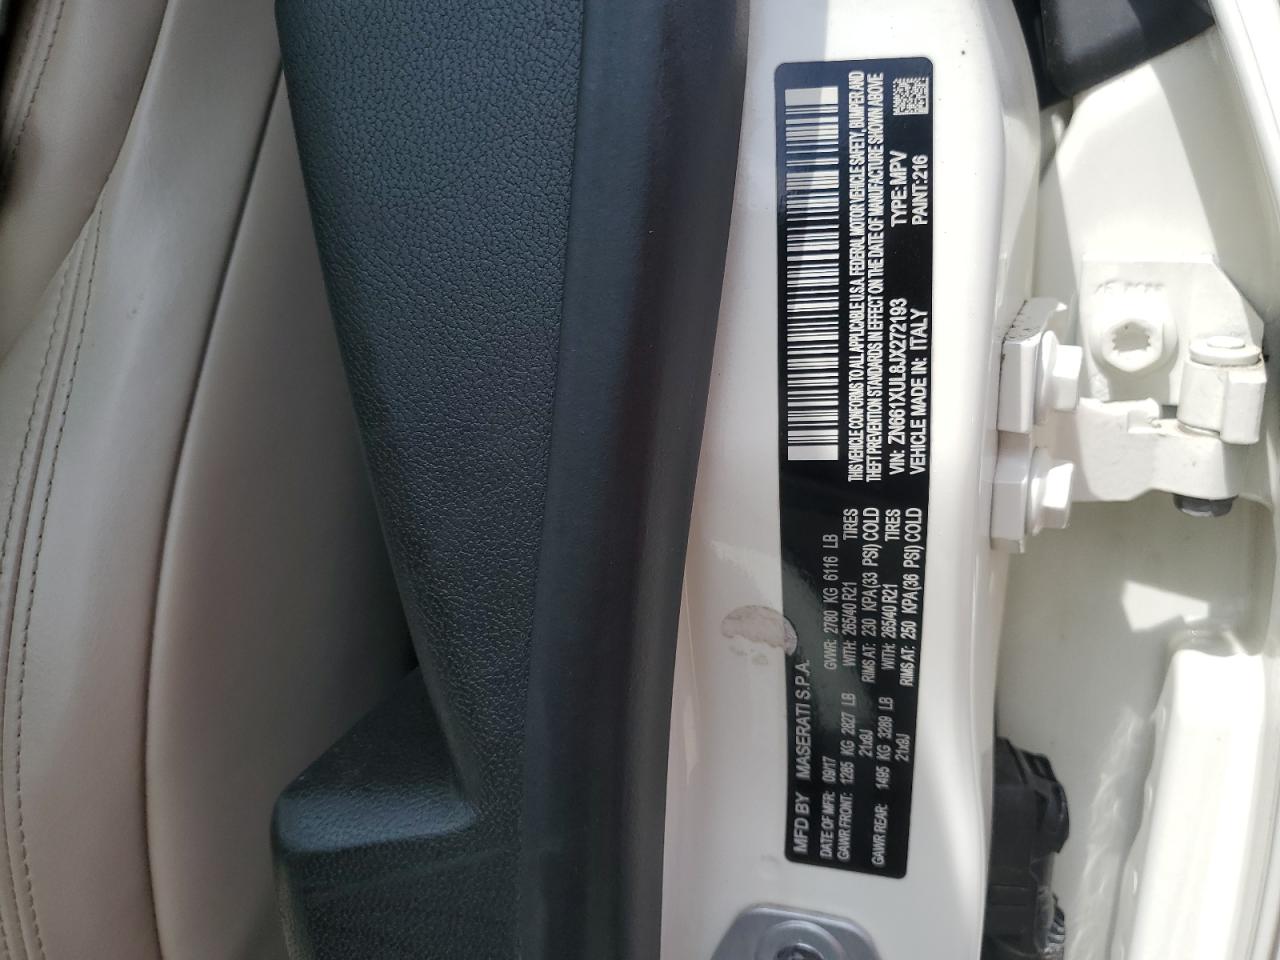 MFD BY MASERATI S.P.A.
DATE OF MFR: 09/17 GVWR: 2780 KG 6116 LB
GAWR FRONT: 1285 KG 2827 LB WITH: 265/40 R21 TIRES
21x9J RIMS AT: 230 KPA(33 PSI) COLD
GAWR REAR: 1495 KG 3289 LB WITH: 265/40 R21 TIRES
21x9J RIMS AT: 250 KPA(36 PSI) COLD
THIS VEHICLE CONFORMS TO ALL APPLICABLE U.S.A. FEDERAL MOTOR VEHICLE SAFETY, BUMPER AND
THEFT PREVENTION STANDARDS IN EFFECT ON THE DATE OF MANUFACTURE SHOWN ABOVE
VIN: ZN661XUL8JX272193 TYPE: MPV
VEHICLE MADE IN: ITALY PAINT: 216